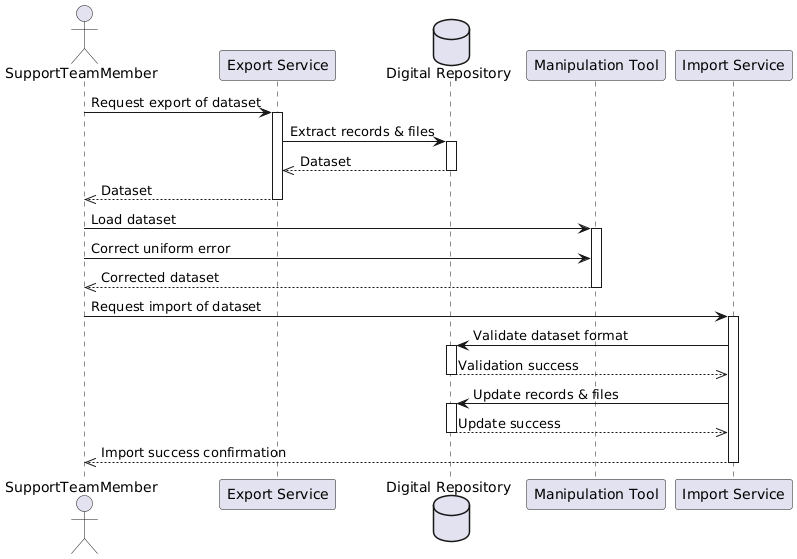 SupportTeamMember
Export Service
Digital Repository
Manipulation Tool
Import Service
Request export of dataset
Extract records & files
Dataset
Dataset
Load dataset
Correct uniform error
Corrected dataset
Request import of dataset
Validate dataset format
Validation success
Update records & files
Update success
Import success confirmation
SupportTeamMember
Export Service
Digital Repository
Manipulation Tool
Import Service